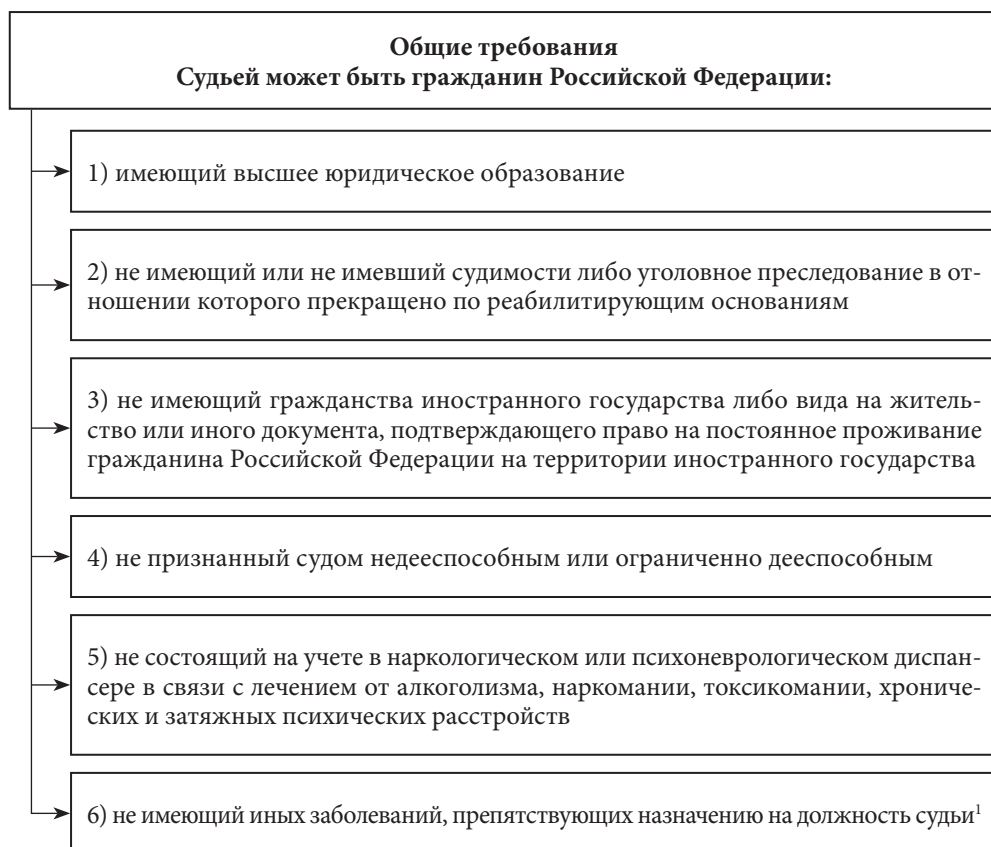 Общие требования
Судьей может быть гражданин Российской Федерации:
1) имеющий высшее юридическое образование
2) не имеющий или не имевший судимости либо уголовное преследование в от-
ношении которого прекращено по реабилитирующим основаниям
3) не имеющий гражданства иностранного государства либо вида на житель-
ство или иного документа, подтверждающего право на постоянное проживание
гражданина Российской Федерации на территории иностранного государства
4) не признанный судом недееспособным или ограниченно дееспособным
5) не состоящий на учете в наркологическом или психоневрологическом диспан-
сере в связи с лечением от алкоголизма, наркомании, токсикомании, хрониче-
ских и затяжных психических расстройств
6) не имеющий иных заболеваний, препятствующих назначению на должность судьи¹